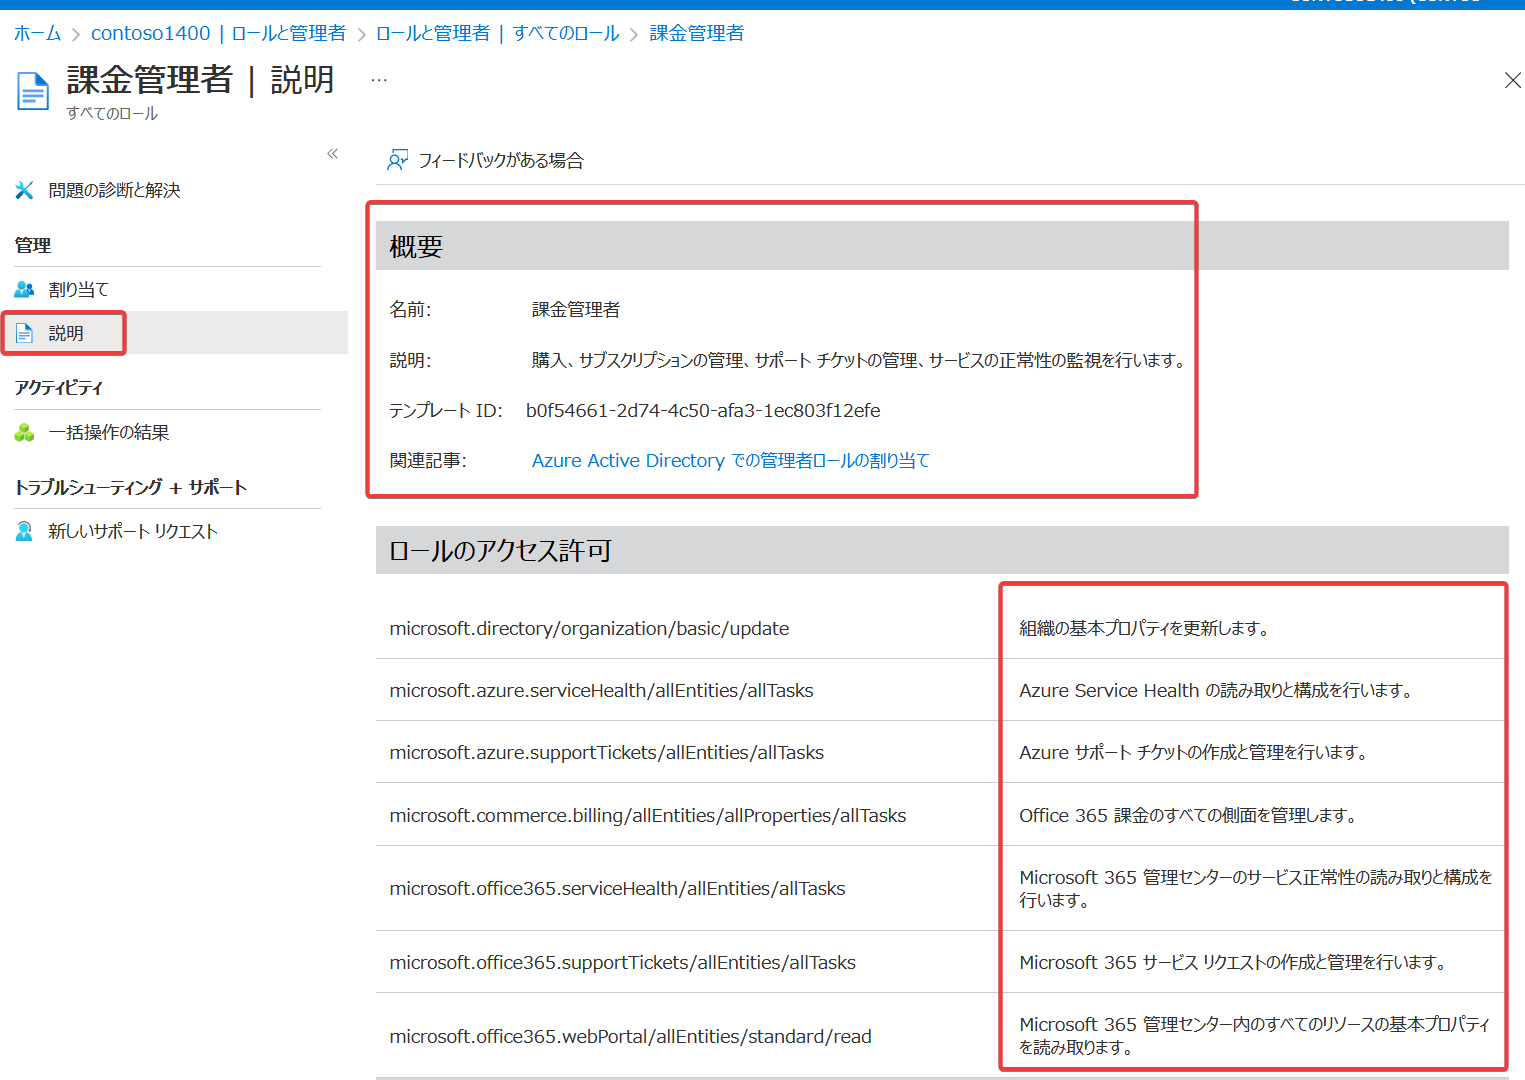 ホーム > contoso1400 | ロールと管理者 > ロールと管理者 | すべてのロール > 課金管理者
課金管理者 | 説明 …
すべてのロール
«
フィードバックがある場合
問題の診断と解決
管理
割り当て
説明
アクティビティ
一括操作の結果
トラブルシューティング + サポート
新しいサポート リクエスト
概要
名前: 課金管理者
説明: 購入、サブスクリプションの管理、サポート チケットの管理、サービスの正常性の監視を行います。
テンプレート ID: b0f54661-2d74-4c50-afa3-1ec803f12efe
関連記事: Azure Active Directory での管理者ロールの割り当て
ロールのアクセス許可
microsoft.directory/organization/basic/update 組織の基本プロパティを更新します。
microsoft.azure.serviceHealth/allEntities/allTasks Azure Service Health の読み取りと構成を行います。
microsoft.azure.supportTickets/allEntities/allTasks Azure サポート チケットの作成と管理を行います。
microsoft.commerce.billing/allEntities/allProperties/allTasks Office 365 課金のすべての側面を管理します。
microsoft.office365.serviceHealth/allEntities/allTasks Microsoft 365 管理センターのサービス正常性の読み取りと構成を
行います。
microsoft.office365.supportTickets/allEntities/allTasks Microsoft 365 サービス リクエストの作成と管理を行います。
microsoft.office365.webPortal/allEntities/standard/read Microsoft 365 管理センター内のすべてのリソースの基本プロパティ
を読み取ります。